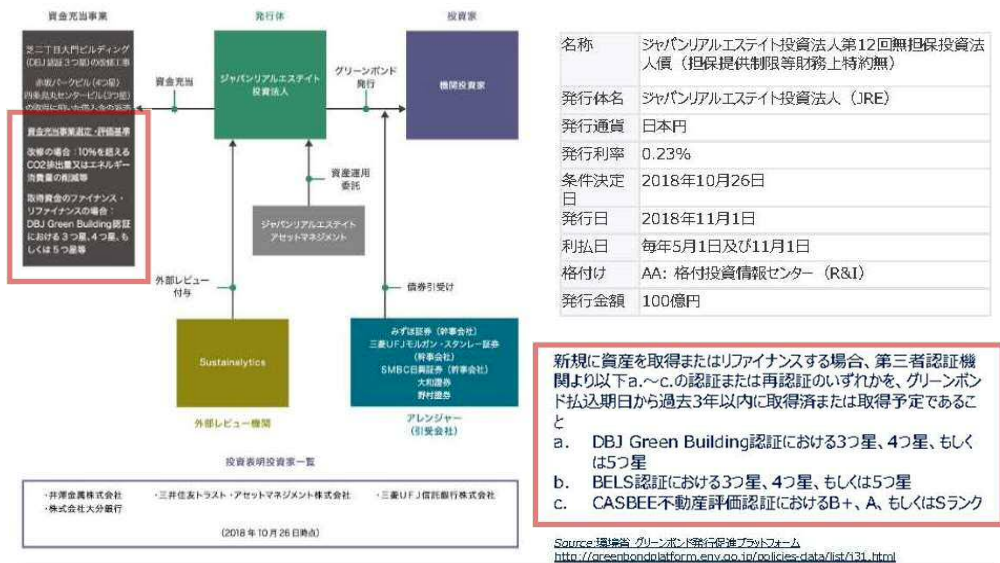 資金充当事業
発行体
投資家
芝二丁目大門ビルディング
(DBJ認証3つ星)の改修工事
赤坂パークビル(4つ星)
四条烏丸センタービル(3つ星)
資金充当事業選定・評価基準
改修の場合:10%を超える
CO2排出量又はエネルギー
消費量の削減等
取得資金のファイナンス・
リファイナンスの場合:
DBJ Green Building認証
における3つ星、4つ星、も
しくは5つ星等
資金充当
ジャパンリアルエステイト
投資法人
グリーンボンド
発行
機関投資家
資産運用
委託
ジャパンリアルエステイト
アセットマネジメント
外部レビュー
付与
債券引受け
Sustainalytics
外部レビュー機関
みずほ証券(幹事会社)
三菱UFJモルガン・スタンレー証券
(幹事会社)
SMBC日興証券(幹事会社)
大和證券
野村證券
アレンジャー
(引受会社)
投資表明投資家一覧
・井澤金属株式会社 ・三井住友トラスト・アセットマネジメント株式会社 ・三菱UFJ信託銀行株式会社
・株式会社大分銀行
(2018年10月26日時点)
名称 ジャパンリアルエステイト投資法人第12回無担保投資法
人債(担保提供制限等財務上特約無)
発行体名 ジャパンリアルエステイト投資法人(JRE)
発行通貨 日本円
発行利率 0.23%
条件決定
日 2018年10月26日
発行日 2018年11月1日
利払日 毎年5月1日及び11月1日
格付け AA: 格付投資情報センター(R&I)
発行金額 100億円
新規に資産を取得またはリファイナンスする場合、第三者認証機
関より以下a.~c.の認証または再認証のいずれかを、グリーンボン
ド払込期日から過去3年以内に取得済または取得予定であるこ
と
a. DBJ Green Building認証における3つ星、4つ星、もしく
は5つ星
b. BELS認証における3つ星、4つ星、もしくは5つ星
c. CASBEE不動産評価認証におけるB+、A、もしくはSランク
Source:環境省 グリーンボンド発行促進プラットフォーム
http://greenbondplatform.env.go.jp/policies-data/list/j31.html